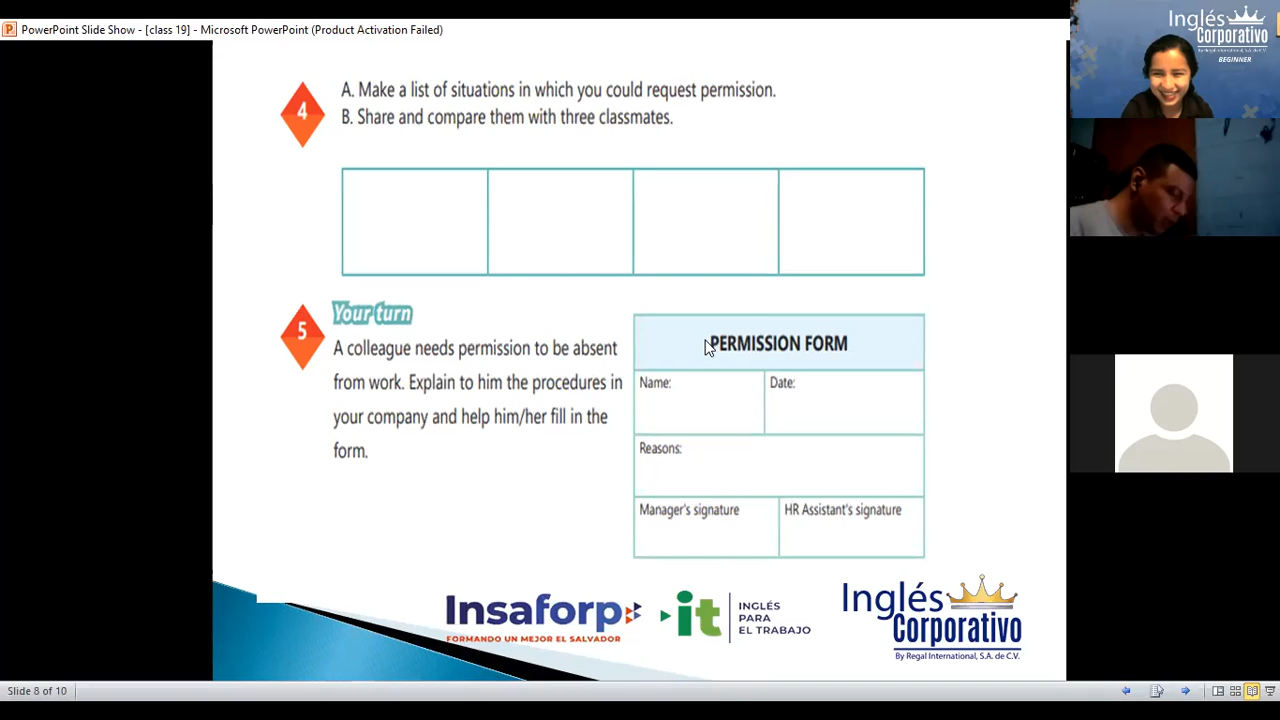 PowerPoint Slide Show - [class 19] - Microsoft PowerPoint (Product Activation Failed)
Inglés
Corporativo
By Regal International, S.A. de C.V.
BEGINNER
4
A. Make a list of situations in which you could request permission.
B. Share and compare them with three classmates.
5
Your turn
A colleague needs permission to be absent
from work. Explain to him the procedures in
your company and help him/her fill in the
form.
PERMISSION FORM
Name:
Date:
Reasons:
Manager's signature
HR Assistant's signature
Insaforp
FORMANDO UN MEJOR EL SALVADOR
it
INGLÉS
PARA
EL TRABAJO
Inglés
Corporativo
By Regal International, S.A. de C.V.
Slide 8 of 10